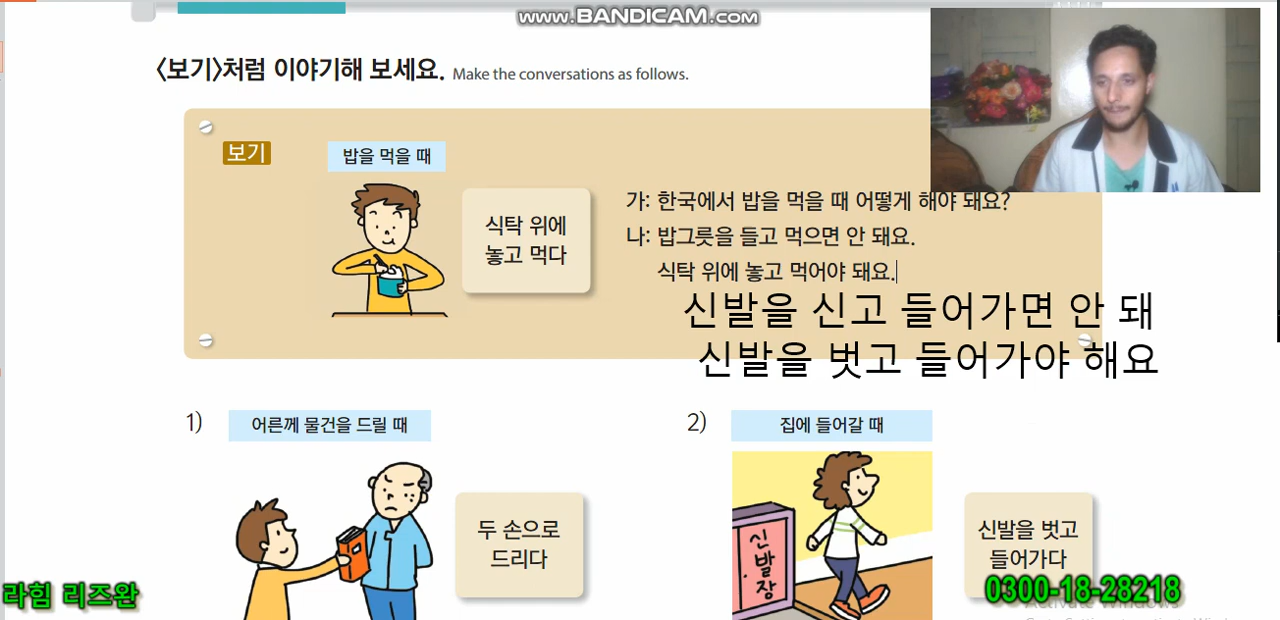 www.BANDICAM.com
<보기>처럼 이야기해 보세요. Make the conversations as follows.
보기
밥을 먹을 때
식탁 위에
놓고 먹다
가: 한국에서 밥을 먹을 때 어떻게 해야 돼요?
나: 밥그릇을 들고 먹으면 안 돼요.
식탁 위에 놓고 먹어야 돼요.
신발을 신고 들어가면 안 돼
신발을 벗고 들어가야 해요
1) 어른께 물건을 드릴 때
두 손으로
드리다
2) 집에 들어갈 때
신발장
신발을 벗고
들어가다
라힘 리즈완
0300-18-28218
Activate Windows